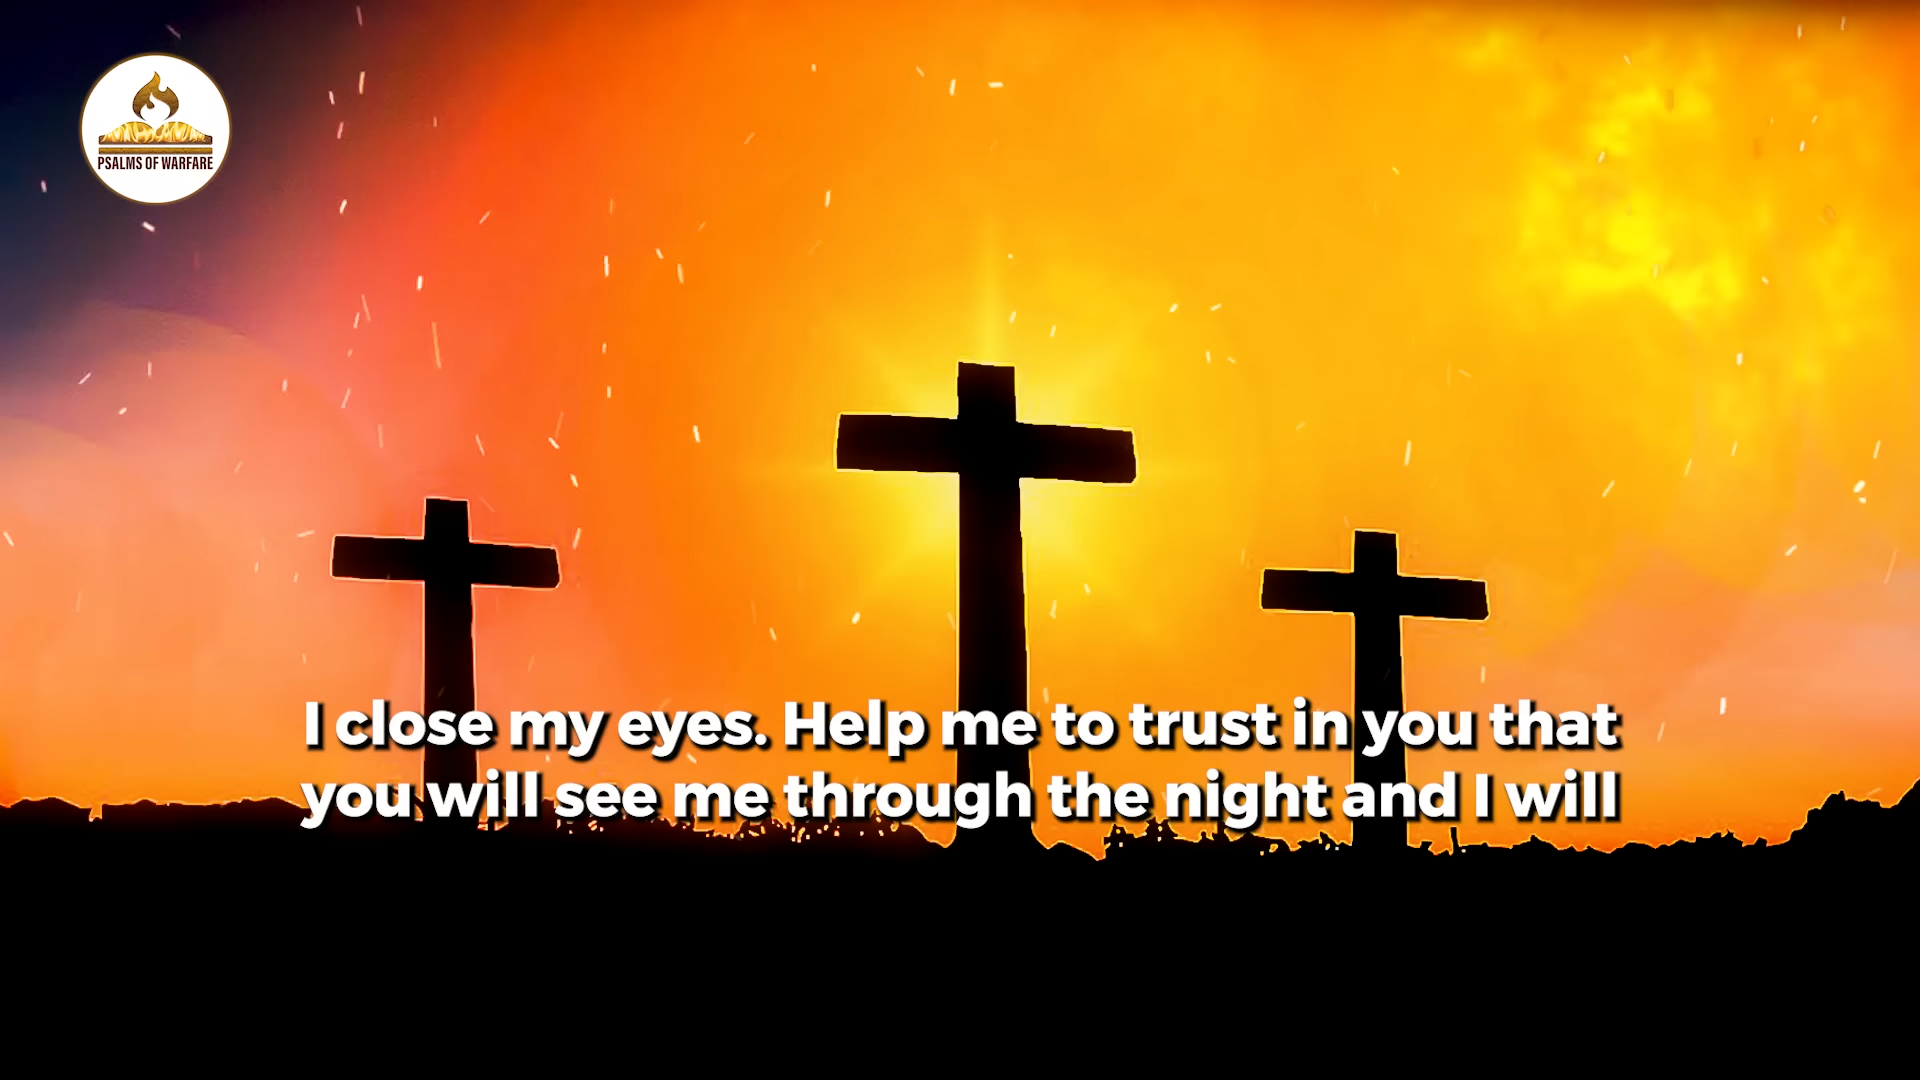 PSALMS OF WARFARE
I close my eyes. Help me to trust in you that
you will see me through the night and I will